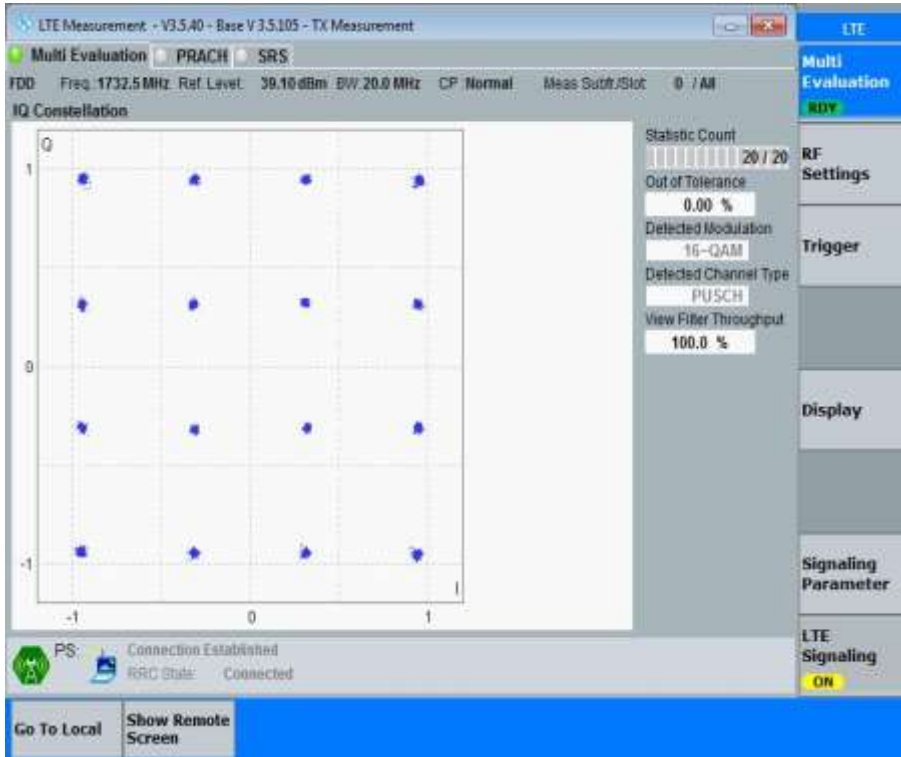 LTE Measurement - V3.5.40 - Base V 3.5.105 - TX Measurement
Multi Evaluation PRACH SRS
FDD Freq.:1732.5 MHz Ref. Level: 39.10 dBm BW: 20.0 MHz CP: Normal Meas Subfr./Slot: 0 / All
IQ Constellation
Q
1
0
-1
I
-1 0 1
Statistic Count
20 / 20
Out of Tolerance
0.00 %
Detected Modulation
16-QAM
Detected Channel Type
PUSCH
View Filter Throughput
100.0 %
PS:
Connection Established
RRC State: Connected
Go To Local
Show Remote
Screen
LTE
Multi
Evaluation
RDY
RF
Settings
Trigger
Display
Signaling
Parameter
LTE
Signaling
ON